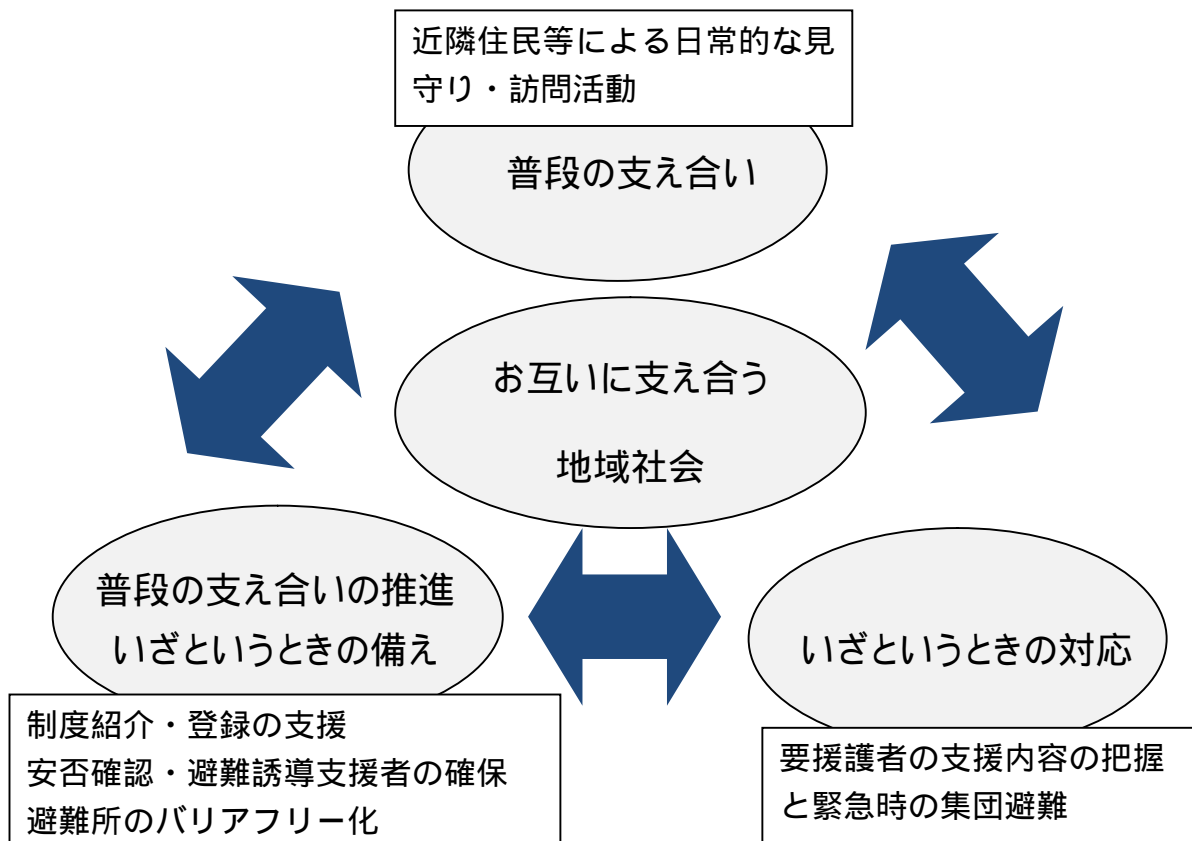 近隣住民等による日常的な見
守り・訪問活動
普段の支え合い
お互いに支え合う
地域社会
普段の支え合いの推進
いざというときの備え
制度紹介・登録の支援
安否確認・避難誘導支援者の確保
避難所のバリアフリー化
いざというときの対応
要援護者の支援内容の把握
と緊急時の集団避難